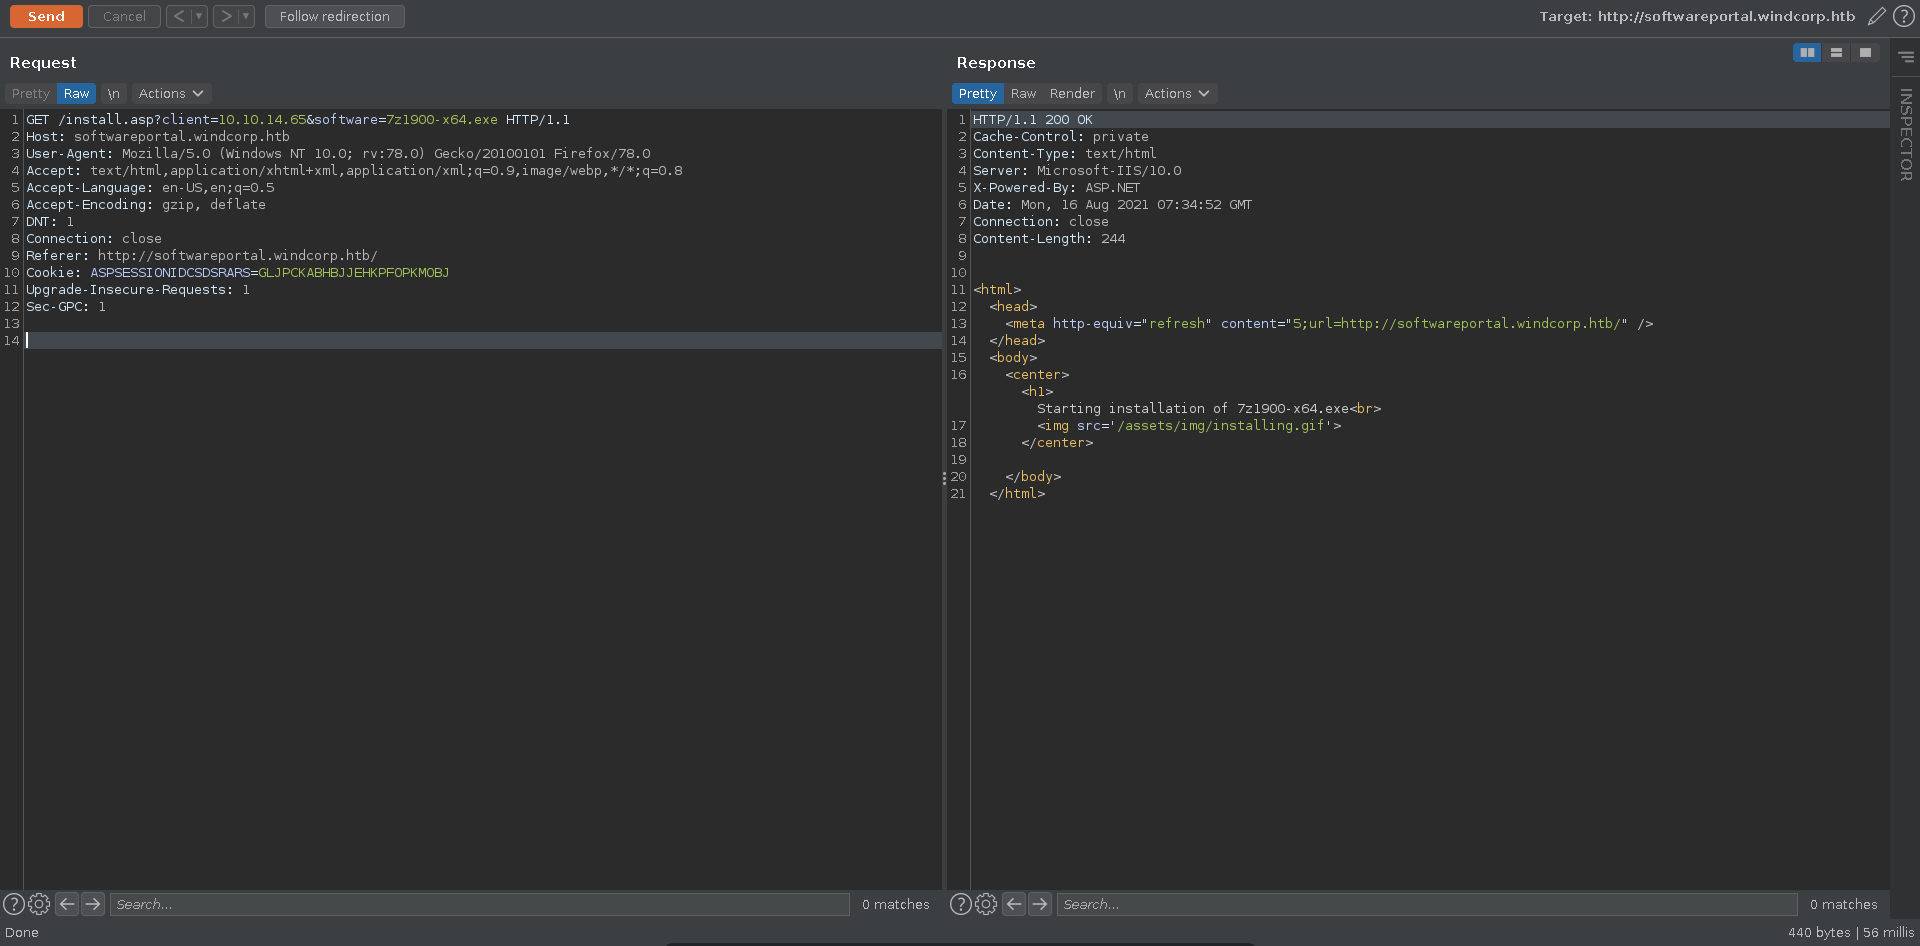 Send Cancel < > Follow redirection Target: http://softwareportal.windcorp.htb ?
Request
Pretty Raw \n Actions
1 GET /install.asp?client=10.10.14.65&software=7z1900-x64.exe HTTP/1.1
2 Host: softwareportal.windcorp.htb
3 User-Agent: Mozilla/5.0 (Windows NT 10.0; rv:78.0) Gecko/20100101 Firefox/78.0
4 Accept: text/html,application/xhtml+xml,application/xml;q=0.9,image/webp,*/*;q=0.8
5 Accept-Language: en-US,en;q=0.5
6 Accept-Encoding: gzip, deflate
7 DNT: 1
8 Connection: close
9 Referer: http://softwareportal.windcorp.htb/
10 Cookie: ASPSESSIONIDCSDSRARS=GLJPCKABHBJJEHKPFOPKMOBJ
11 Upgrade-Insecure-Requests: 1
12 Sec-GPC: 1
13
14
? Search... 0 matches
Response
Pretty Raw Render \n Actions
1 HTTP/1.1 200 OK
2 Cache-Control: private
3 Content-Type: text/html
4 Server: Microsoft-IIS/10.0
5 X-Powered-By: ASP.NET
6 Date: Mon, 16 Aug 2021 07:34:52 GMT
7 Connection: close
8 Content-Length: 244
9
10
11 <html>
12 <head>
13 <meta http-equiv="refresh" content="5;url=http://softwareportal.windcorp.htb/" />
14 </head>
15 <body>
16 <center>
<h1>
Starting installation of 7z1900-x64.exe<br>
17 <img src='/assets/img/installing.gif'>
18 </center>
19
20 </body>
21 </html>
? Search... 0 matches
INSPECTOR
Done 440 bytes | 56 millis